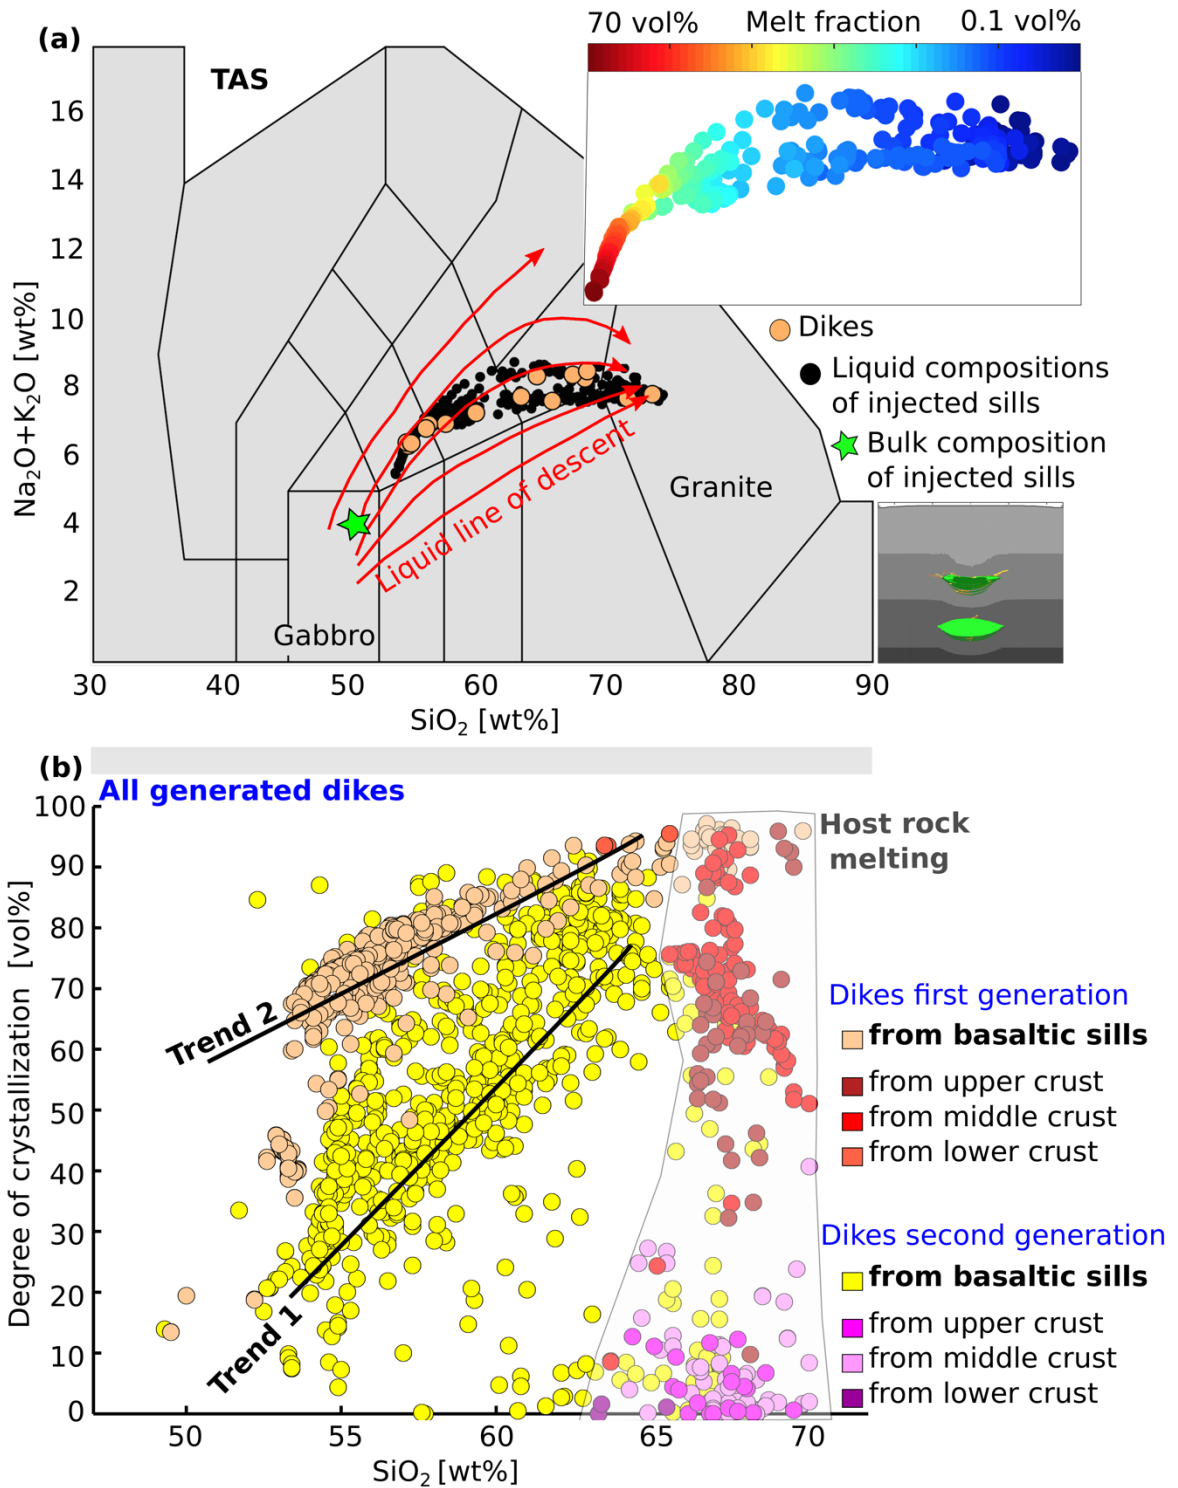 (a)
70 vol% Melt fraction 0.1 vol%
TAS
16
14
12
10
8
6
4
2
Na2O+K2O [wt%]
Dikes
Liquid compositions
of injected sills
Bulk composition
of injected sills
Granite
Liquid line of descent
Gabbro
30 40 50 60 70 80 90
SiO2 [wt%]
(b)
All generated dikes
100
90
80
70
60
50
40
30
20
10
0
Degree of crystallization [vol%]
Host rock
melting
Trend 2
Trend 1
Dikes first generation
from basaltic sills
from upper crust
from middle crust
from lower crust
Dikes second generation
from basaltic sills
from upper crust
from middle crust
from lower crust
50 55 60 65 70
SiO2 [wt%]